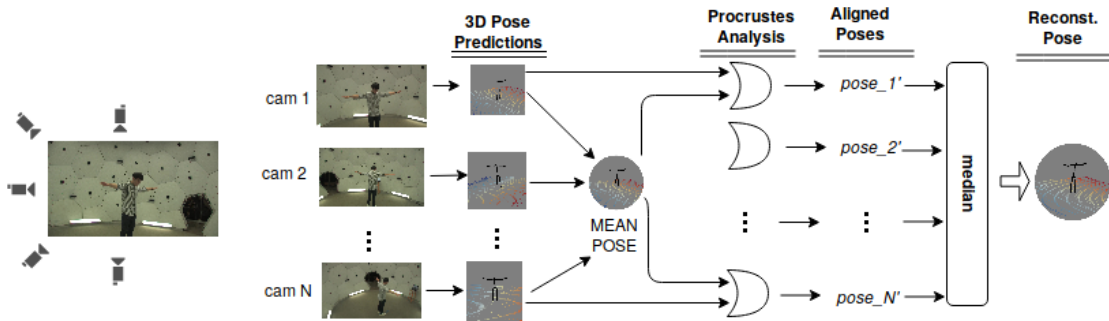 3D Pose
Predictions
Procrustes
Analysis
Aligned
Poses
Reconst.
Pose
cam 1
pose_1'
cam 2
pose_2'
MEAN
POSE
median
cam N
pose_N'